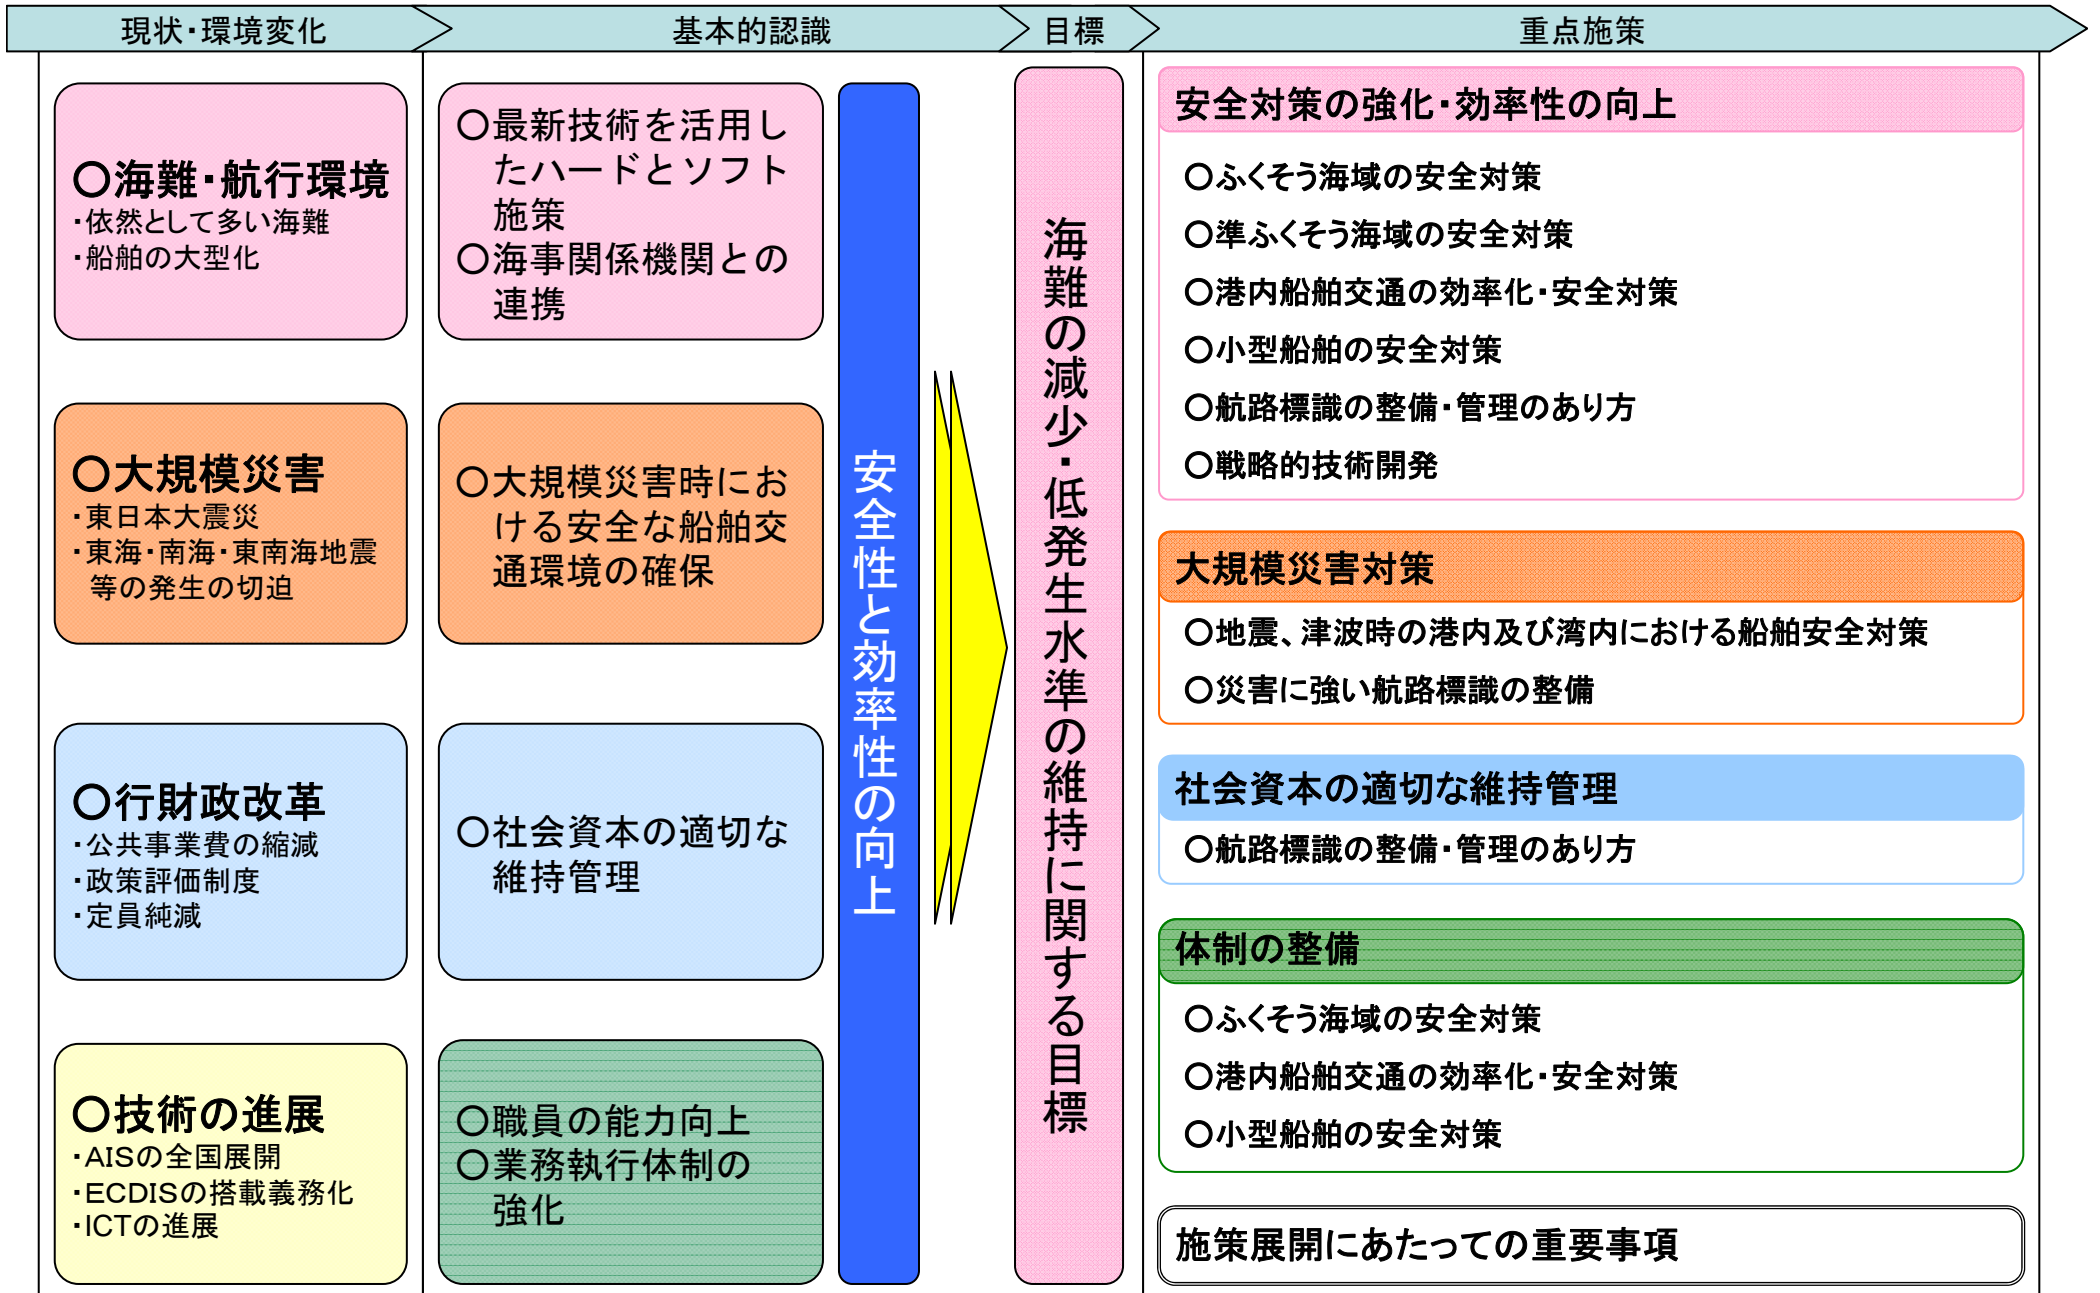 現状・環境変化
基本的認識
目標
重点施策
○海難・航行環境
・依然として多い海難
・船舶の大型化
○大規模災害
・東日本大震災
・東海・南海・東南海地震
等の発生の切迫
○行財政改革
・公共事業費の縮減
・政策評価制度
・定員純減
○技術の進展
・AISの全国展開
・ECDISの搭載義務化
・ICTの進展
○最新技術を活用し
たハードとソフト
施策
○海事関係機関との
連携
○大規模災害時にお
ける安全な船舶交
通環境の確保
○社会資本の適切な
維持管理
○職員の能力向上
○業務執行体制の
強化
安全性と効率性の向上
海難の減少・低発生水準の維持に関する目標
安全対策の強化・効率性の向上
○ふくそう海域の安全対策
○準ふくそう海域の安全対策
○港内船舶交通の効率化・安全対策
○小型船舶の安全対策
○航路標識の整備・管理のあり方
○戦略的技術開発
大規模災害対策
○地震、津波時の港内及び湾内における船舶安全対策
○災害に強い航路標識の整備
社会資本の適切な維持管理
○航路標識の整備・管理のあり方
体制の整備
○ふくそう海域の安全対策
○港内船舶交通の効率化・安全対策
○小型船舶の安全対策
施策展開にあたっての重要事項